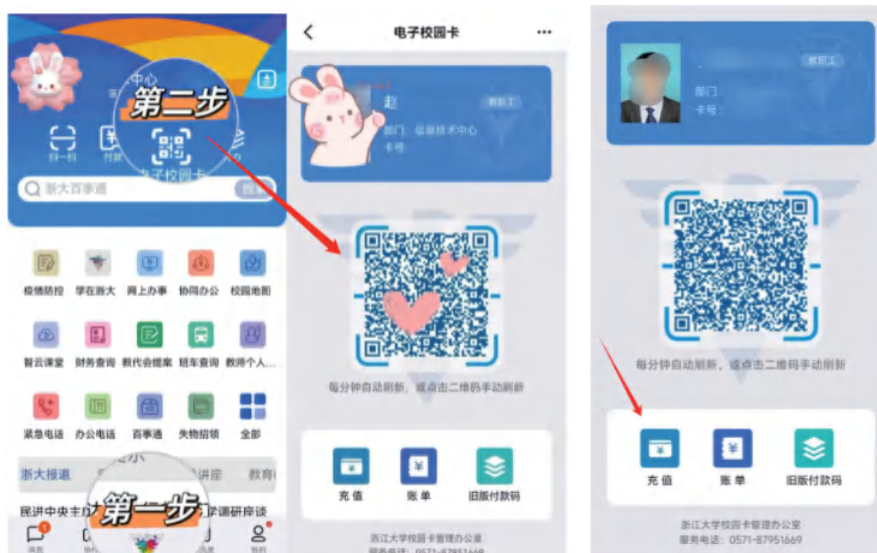 第二步
扫一扫
付款
电子校园卡
浙大百事通
疫情防控
学在浙大
网上办事
协同办公
校园地图
智云课堂
财务查询
教代会提案
班车查询
教师个人...
紧急电话
办公电话
百事通
失物招领
全部
浙大报道
讲座
教育
民进中央主
第一步
学调研座谈
消息
我的
电子校园卡
赵
教职工
部门:信息技术中心
卡号
每分钟自动刷新,或点击二维码手动刷新
充值
账单
旧版付款码
浙江大学校园卡管理办公室
服务电话:0571-87951669
教职工
部门
卡号:
每分钟自动刷新,或点击二维码手动刷新
充值
账单
旧版付款码
浙江大学校园卡管理办公室
服务电话:0571-87951669